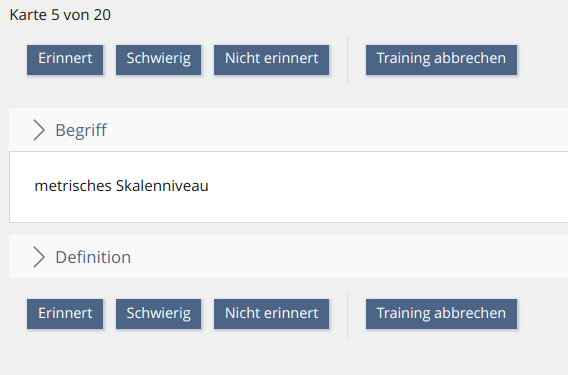 Karte 5 von 20
Erinnert Schwierig Nicht erinnert Training abbrechen
Begriff
metrisches Skalenniveau
Definition
Erinnert Schwierig Nicht erinnert Training abbrechen